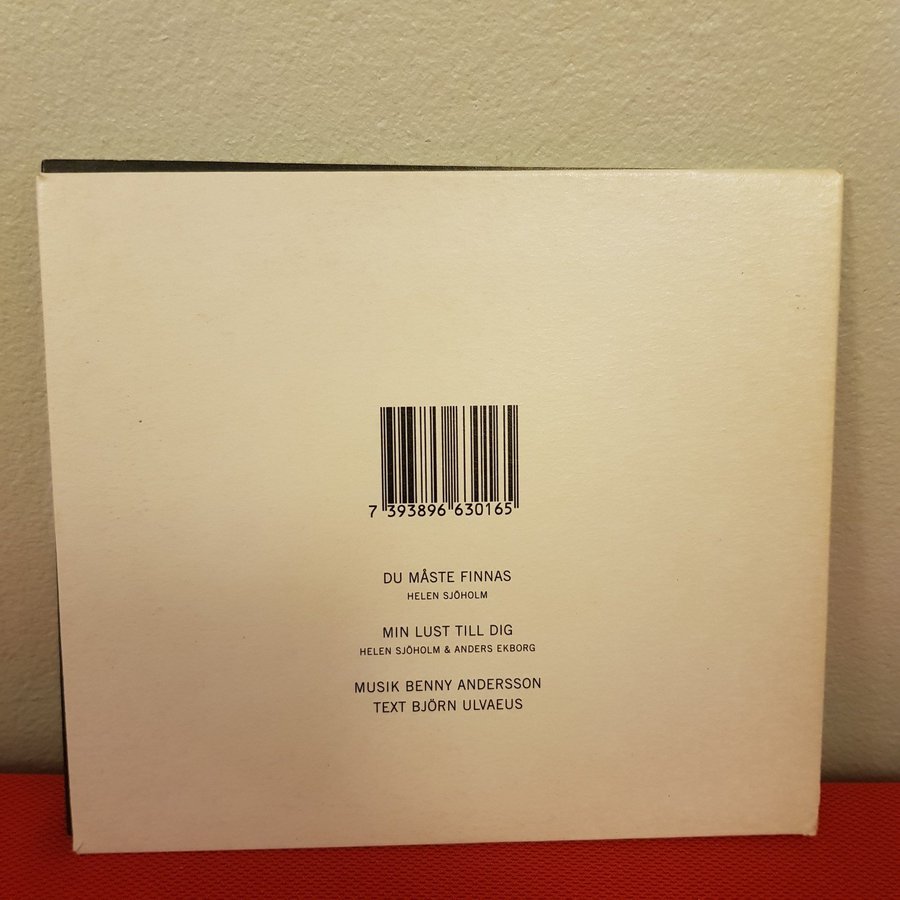 7 393896 630165
DU MÅSTE FINNAS
HELEN SJÖHOLM
MIN LUST TILL DIG
HELEN SJÖHOLM & ANDERS EKBORG
MUSIK BENNY ANDERSSON
TEXT BJÖRN ULVAEUS